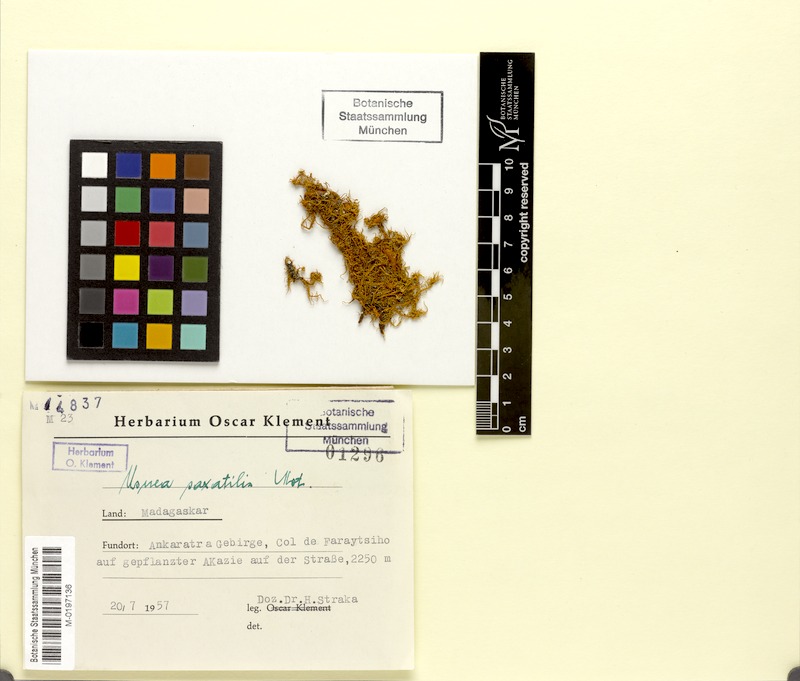 Botanische
Staatssammlung
München
BOTANISCHE
STAATSSAMMLUNG
MÜNCHEN
copyright reserved
10
9
8
7
6
5
4
3
2
1
0
cm
14837
M 23
Herbarium Oscar Klement
Botanische
Staatssammlung
München
01296
Herbarium
O. Klement
Usnea saxatilis
Land: Madagaskar
Fundort: Ankaratra Gebirge, Col de Faraytsiho
auf gepflanzter AKazie auf der Straße, 2250 m
20/7 1957
Doz.Dr.H.Straka
leg. Oscar Klement
det.
Botanische Staatssammlung München
M-0197136